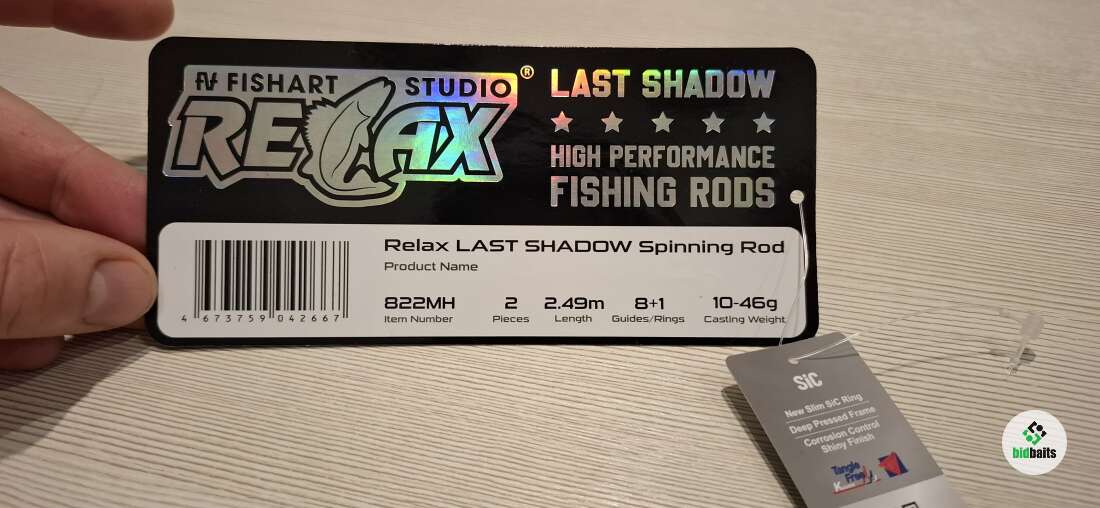 FISHART STUDIO®
RELAX
LAST SHADOW
HIGH PERFORMANCE
FISHING RODS
Relax LAST SHADOW Spinning Rod
Product Name
822MH 2 2.49m 8+1 10-46g
Item Number Pieces Length Guides/Rings Casting Weight
4 673759 042667
SiC
New Slim SiC Ring
Deep Pressed Frame
Corrosion Control
Shiny Finish
Tangle
Free
bidbaits